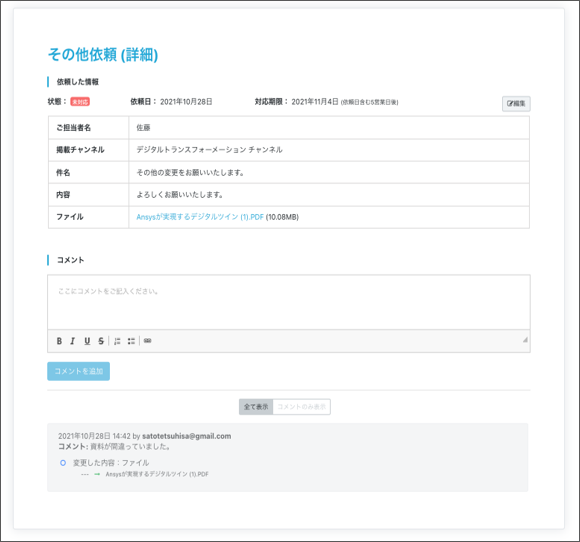 その他依頼 (詳細)
依頼した情報
状態： 未対応 依頼日： 2021年10月28日 対応期限： 2021年11月4日 (依頼日含む5営業日後) 編集
ご担当者名 佐藤
掲載チャンネル デジタルトランスフォーメーション チャンネル
件名 その他の変更をお願いいたします。
内容 よろしくお願いいたします。
ファイル Ansysが実現するデジタルツイン (1).PDF (10.08MB)
コメント
ここにコメントをご記入ください。
B I U S
コメントを追加
全て表示 コメントのみ表示
2021年10月28日 14:42 by satotetsuhisa@gmail.com
コメント: 資料が間違っていました。
変更した内容：ファイル
--- → Ansysが実現するデジタルツイン (1).PDF